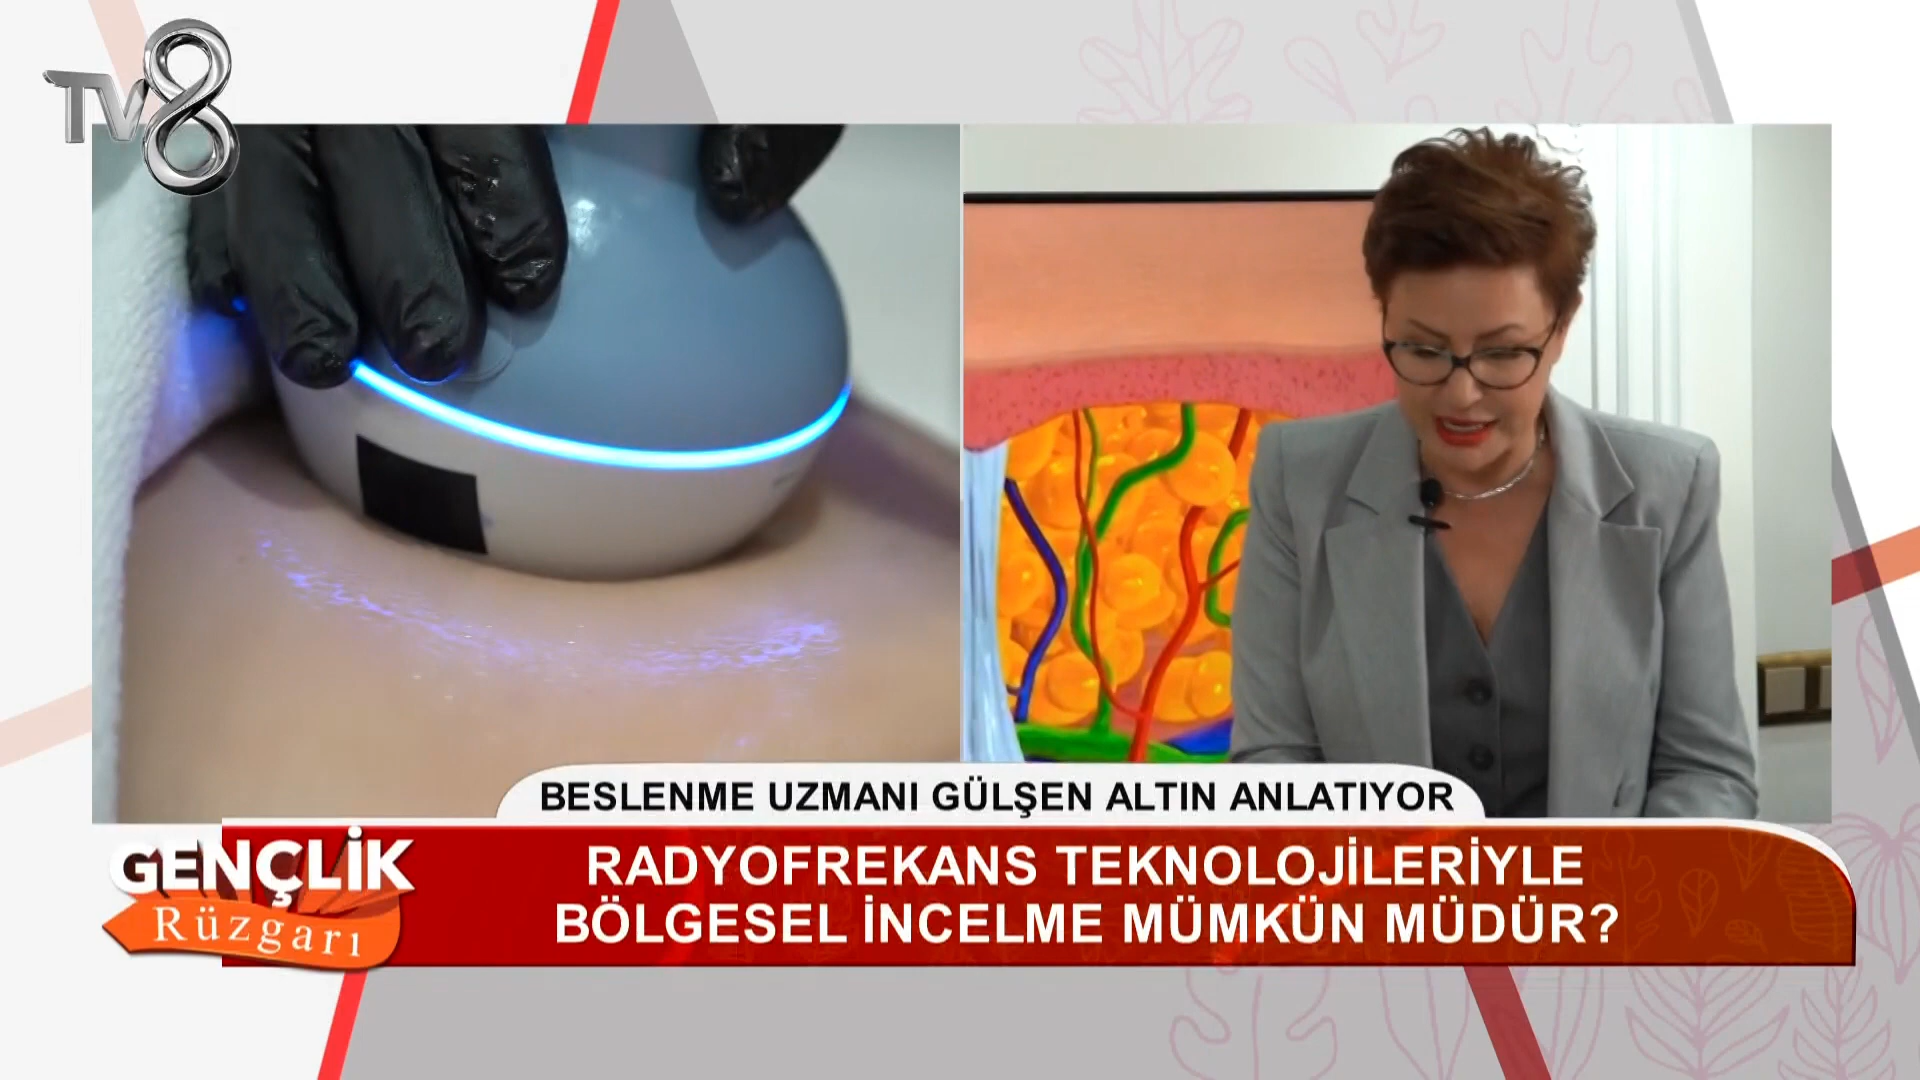 TV8
BESLENME UZMANI GÜLŞEN ALTIN ANLATIYOR
GENÇLİK
Rüzgarı
RADYOFREKANS TEKNOLOJİLERİYLE
BÖLGESEL İNCELME MÜMKÜN MÜDÜR?